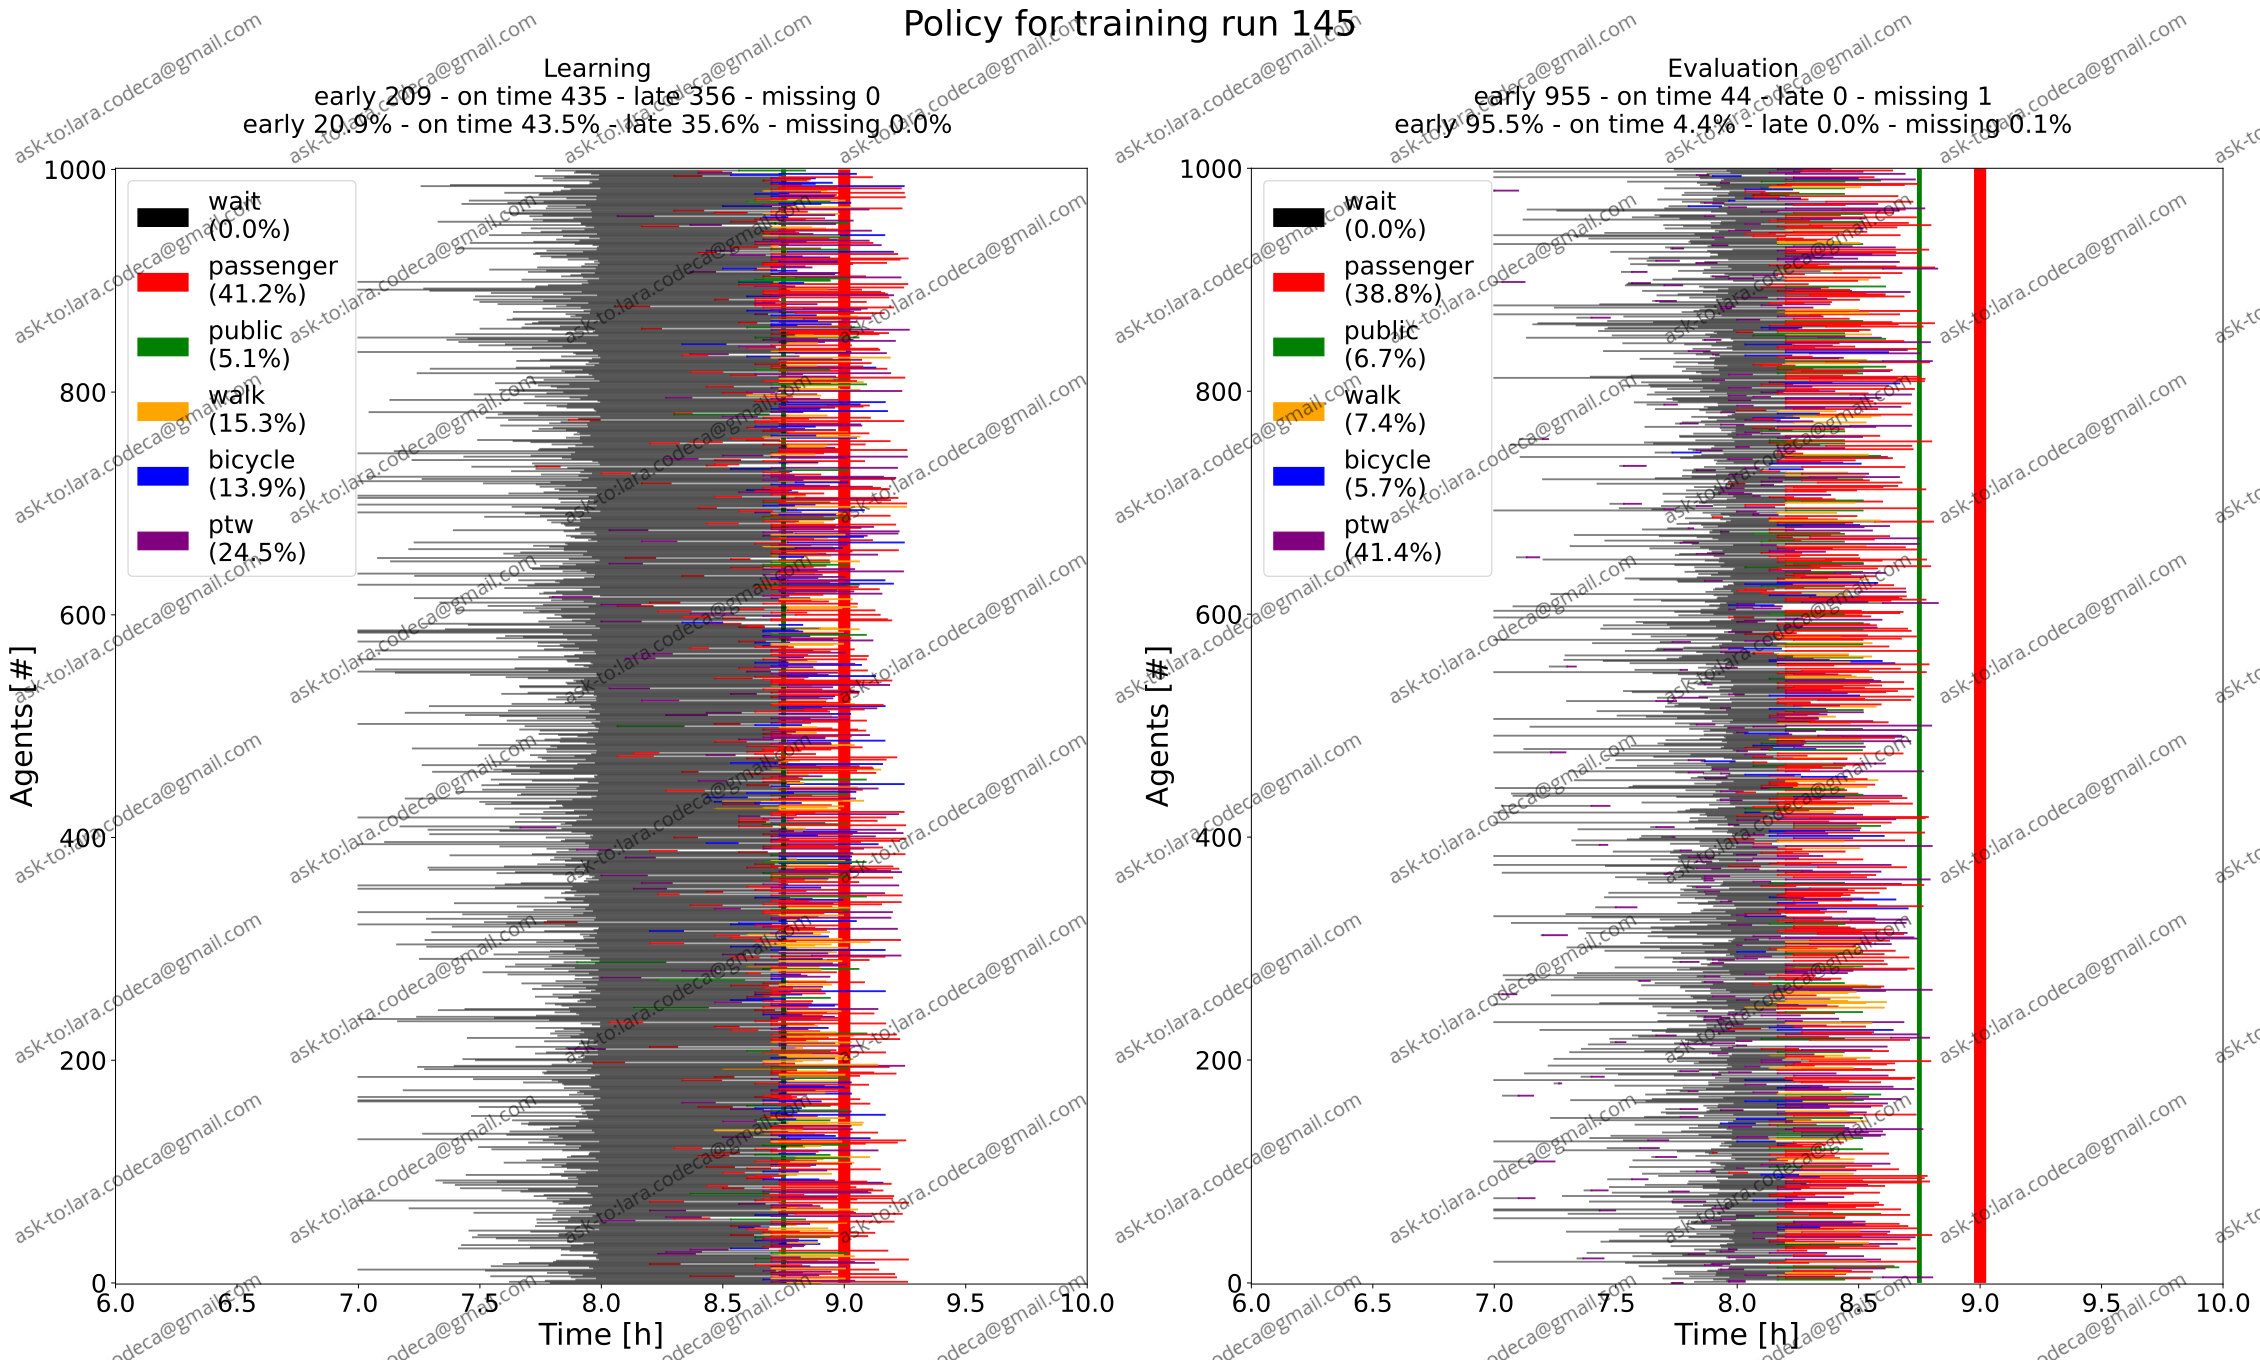 Policy for training run 145
Learning
early 209 - on time 435 - late 356 - missing 0
early 20.9% - on time 43.5% - late 35.6% - missing 0.0%
1000
800
600
400
200
0
Agents [#]
wait
(0.0%)
passenger
(41.2%)
public
(5.1%)
walk
(15.3%)
bicycle
(13.9%)
ptw
(24.5%)
6.0 6.5 7.0 7.5 8.0 8.5 9.0 9.5 10.0
Time [h]
Evaluation
early 955 - on time 44 - late 0 - missing 1
early 95.5% - on time 4.4% - late 0.0% - missing 0.1%
1000
800
600
400
200
0
Agents [#]
wait
(0.0%)
passenger
(38.8%)
public
(6.7%)
walk
(7.4%)
bicycle
(5.7%)
ptw
(41.4%)
6.0 6.5 7.0 7.5 8.0 8.5 9.0 9.5 10.0
Time [h]
ask-to:lara.codeca@gmail.com